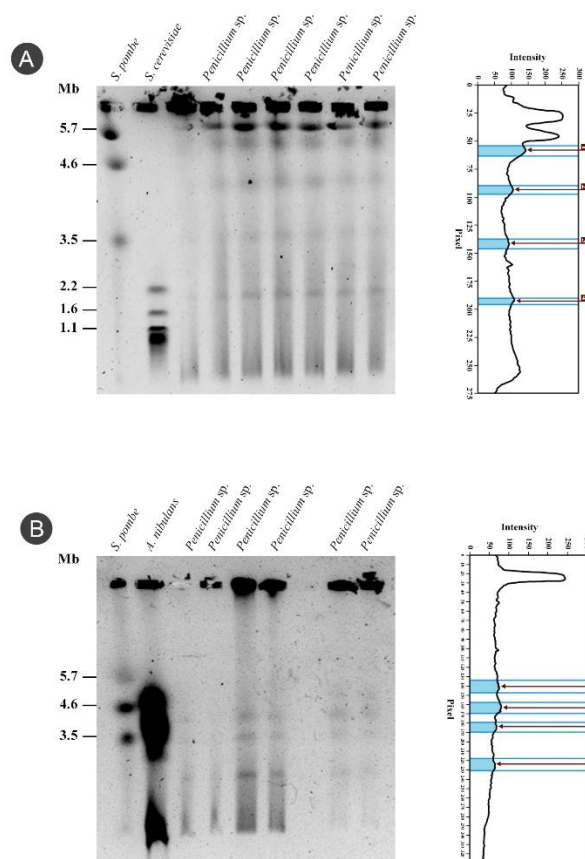 A
S. pombe
S. cerevisiae
Penicillium sp.
Penicillium sp.
Penicillium sp.
Penicillium sp.
Penicillium sp.
Penicillium sp.
Mb
5.7
4.6
3.5
2.2
1.6
1.1
Intensity
0 50 100 150 200 250 300
Pixel
0
25
50
75
100
125
150
175
200
225
250
275
B
S. pombe
A. nibulans
Penicillium sp.
Penicillium sp.
Penicillium sp.
Penicillium sp.
Penicillium sp.
Penicillium sp.
Mb
5.7
4.6
3.5
Intensity
0 50 100 150 200 250 300
Pixel